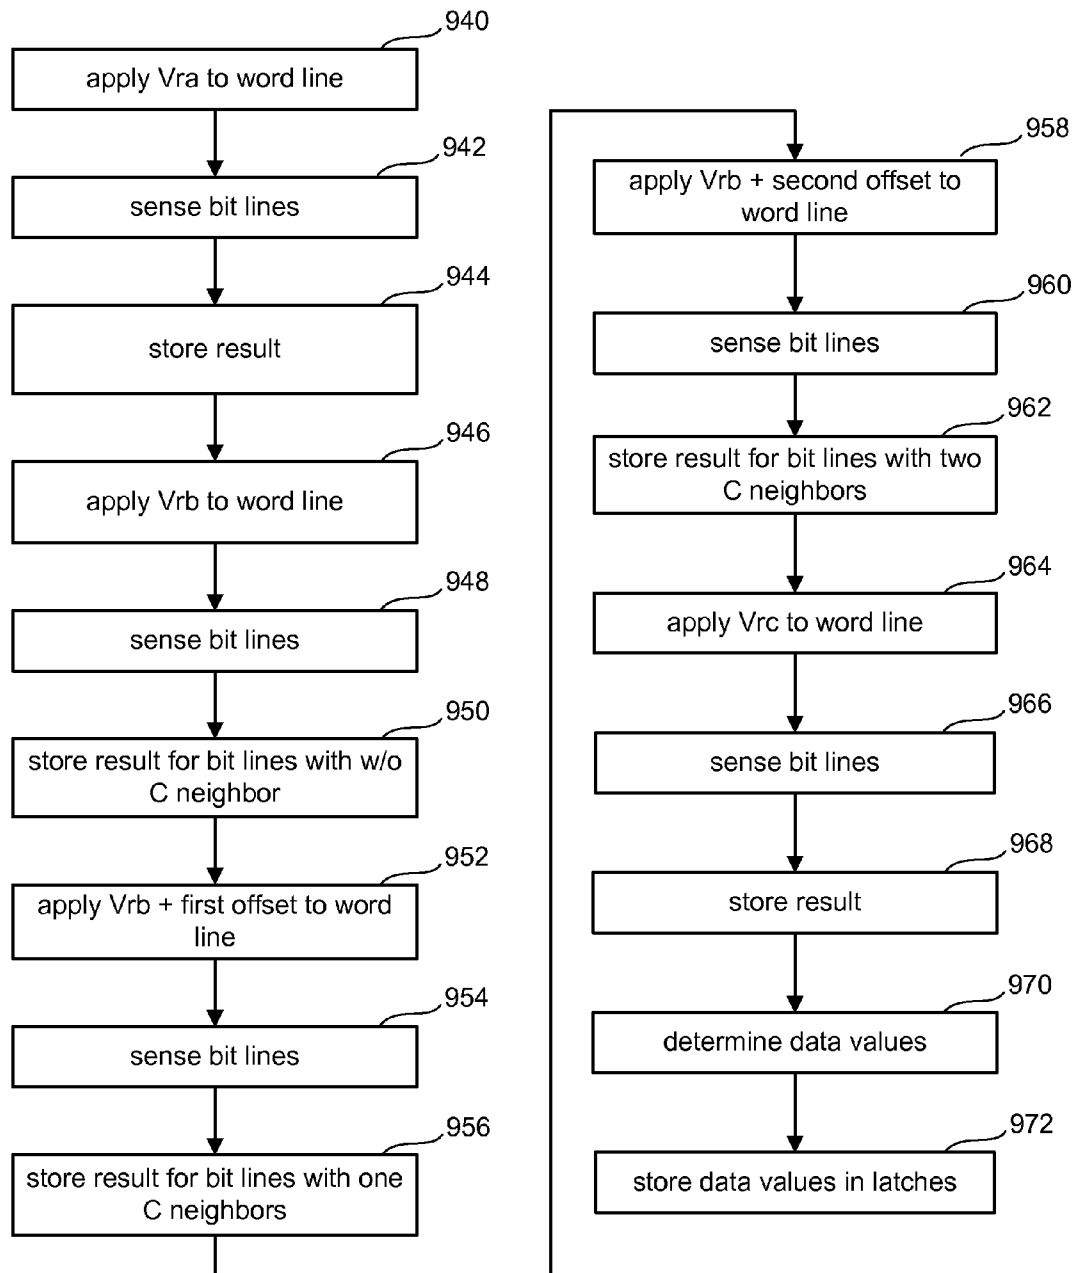 940
apply Vra to word line
942
sense bit lines
944
store result
946
apply Vrb to word line
948
sense bit lines
950
store result for bit lines with w/o
C neighbor
952
apply Vrb + first offset to word
line
954
sense bit lines
956
store result for bit lines with one
C neighbors
958
apply Vrb + second offset to
word line
960
sense bit lines
962
store result for bit lines with two
C neighbors
964
apply Vrc to word line
966
sense bit lines
968
store result
970
determine data values
972
store data values in latches